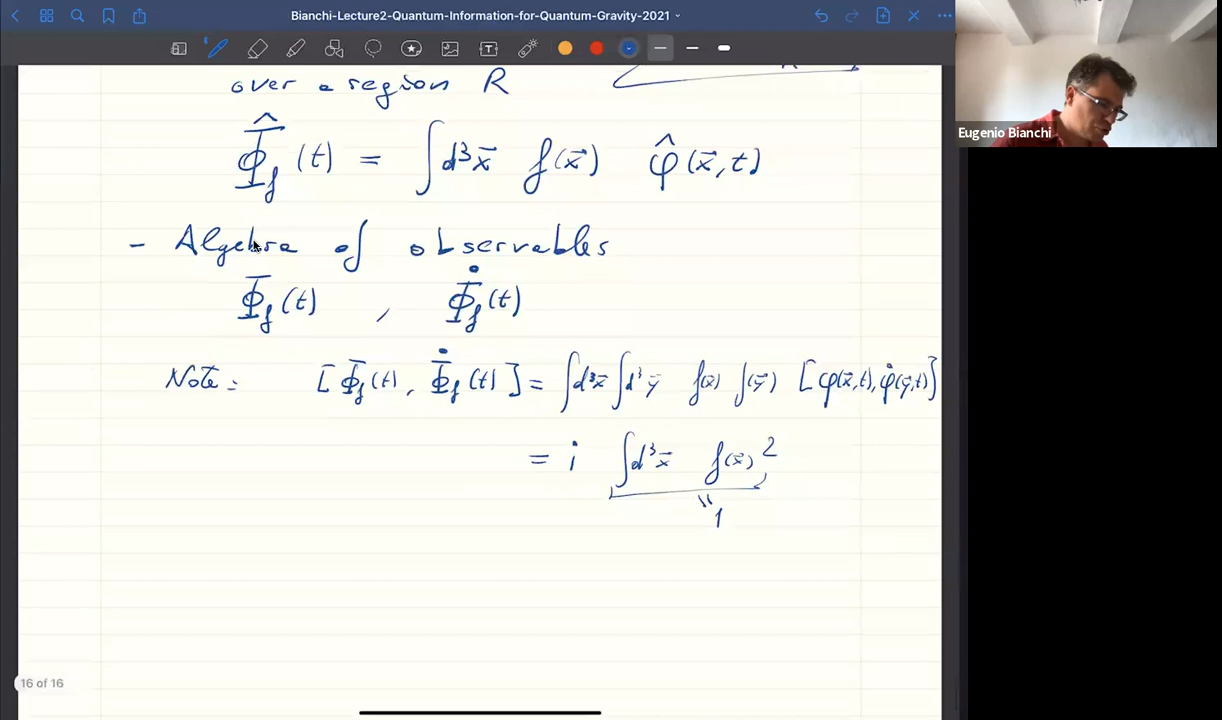 Bianchi-Lecture2-Quantum-Information-for-Quantum-Gravity-2021
Eugenio Bianchi
over a region R
Φ̂_f (t) = ∫d³x⃗ f(x⃗) φ̂(x⃗,t)
- Algebra of observables
Φ_f(t) , Φ̇_f(t)
Note: [Φ_f(t), Φ̇_f(t)] = ∫d³x⃗ ∫d³y⃗ f(x⃗) f(y⃗) [φ(x⃗,t), φ̇(y⃗,t)]
= i ∫d³x⃗ f(x⃗)²
"
1
16 of 16